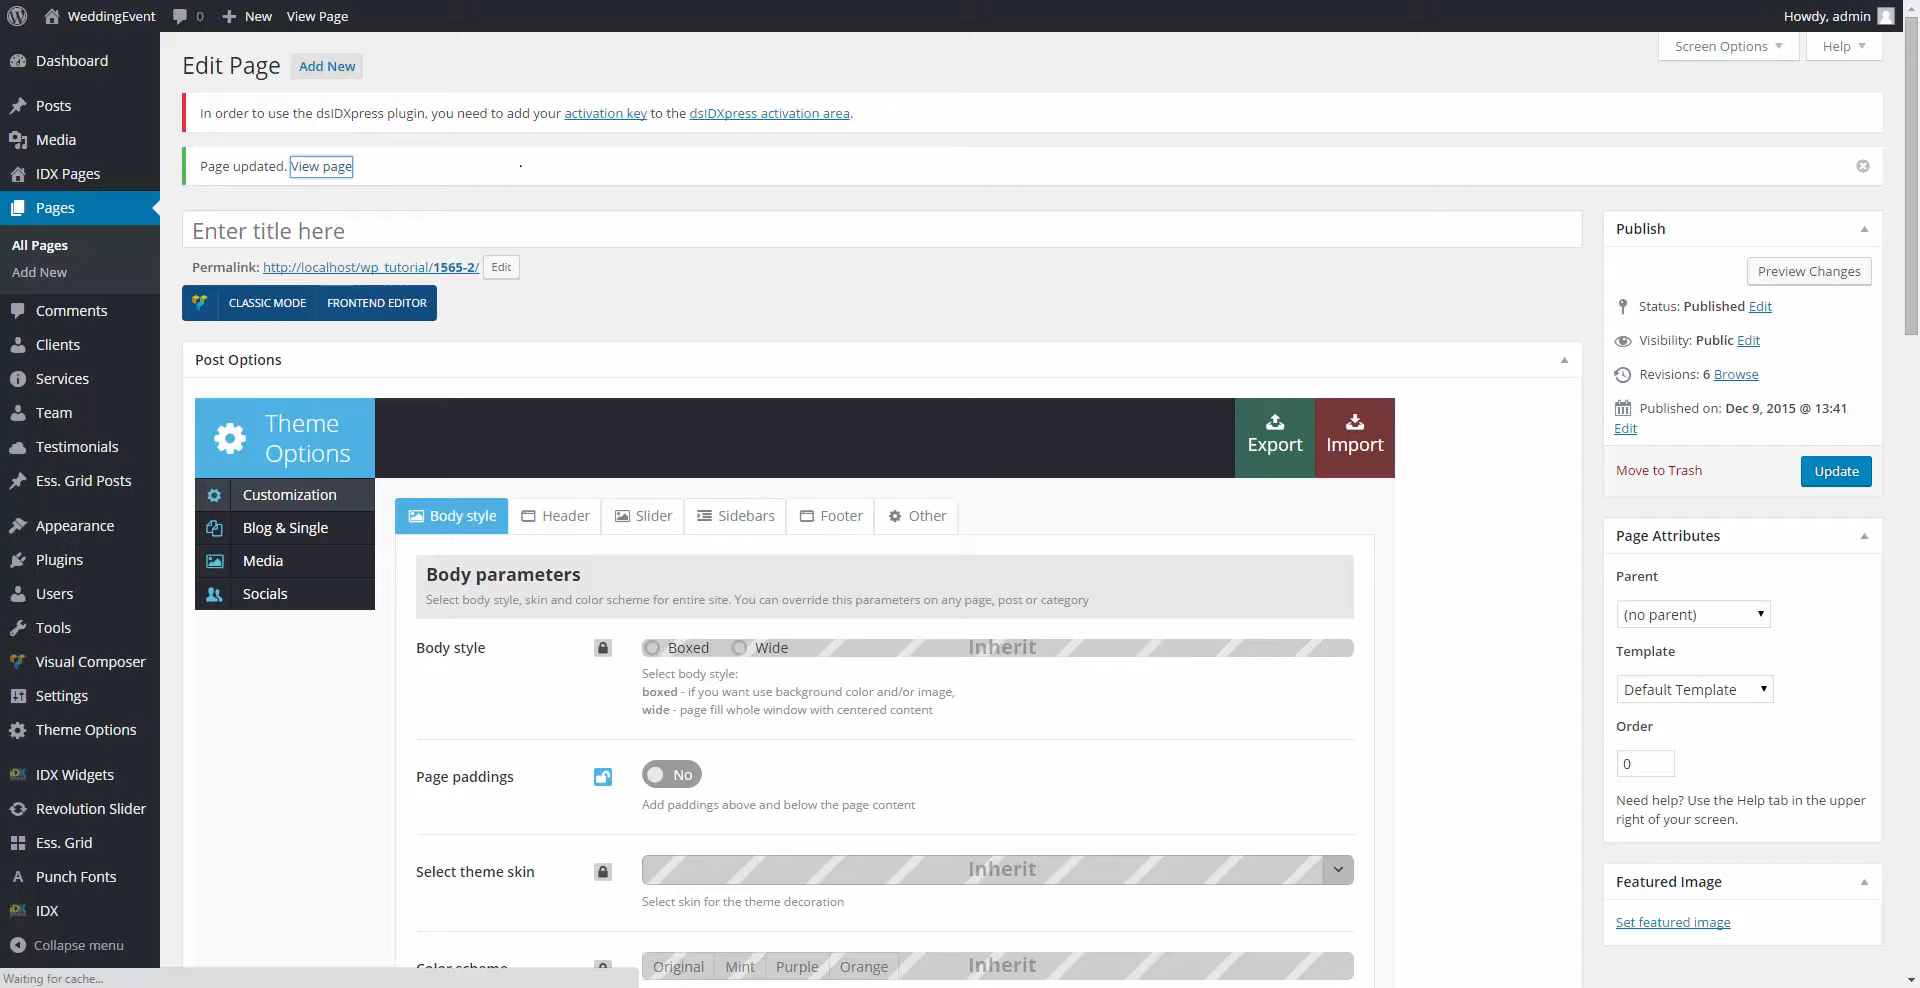 WeddingEvent 0 New View Page Howdy, admin
Screen Options Help
Dashboard
Posts
Media
IDX Pages
Pages
All Pages
Add New
Comments
Clients
Services
Team
Testimonials
Ess. Grid Posts
Appearance
Plugins
Users
Tools
Visual Composer
Settings
Theme Options
IDX Widgets
Revolution Slider
Ess. Grid
Punch Fonts
IDX
Collapse menu
Waiting for cache...
Edit Page Add New
In order to use the dsIDXpress plugin, you need to add your activation key to the dsIDXpress activation area.
Page updated. View page
Enter title here
Permalink: http://localhost/wp_tutorial/1565-2/ Edit
CLASSIC MODE FRONTEND EDITOR
Post Options
Theme
Options
Export Import
Customization
Blog & Single
Media
Socials
Body style Header Slider Sidebars Footer Other
Body parameters
Select body style, skin and color scheme for entire site. You can override this parameters on any page, post or category
Body style Boxed Wide Inherit
Select body style:
boxed - if you want use background color and/or image,
wide - page fill whole window with centered content
Page paddings No
Add paddings above and below the page content
Select theme skin Inherit
Select skin for the theme decoration
Color scheme Original Mint Purple Orange Inherit
Publish
Preview Changes
Status: Published Edit
Visibility: Public Edit
Revisions: 6 Browse
Published on: Dec 9, 2015 @ 13:41
Edit
Move to Trash Update
Page Attributes
Parent
(no parent)
Template
Default Template
Order
0
Need help? Use the Help tab in the upper
right of your screen.
Featured Image
Set featured image